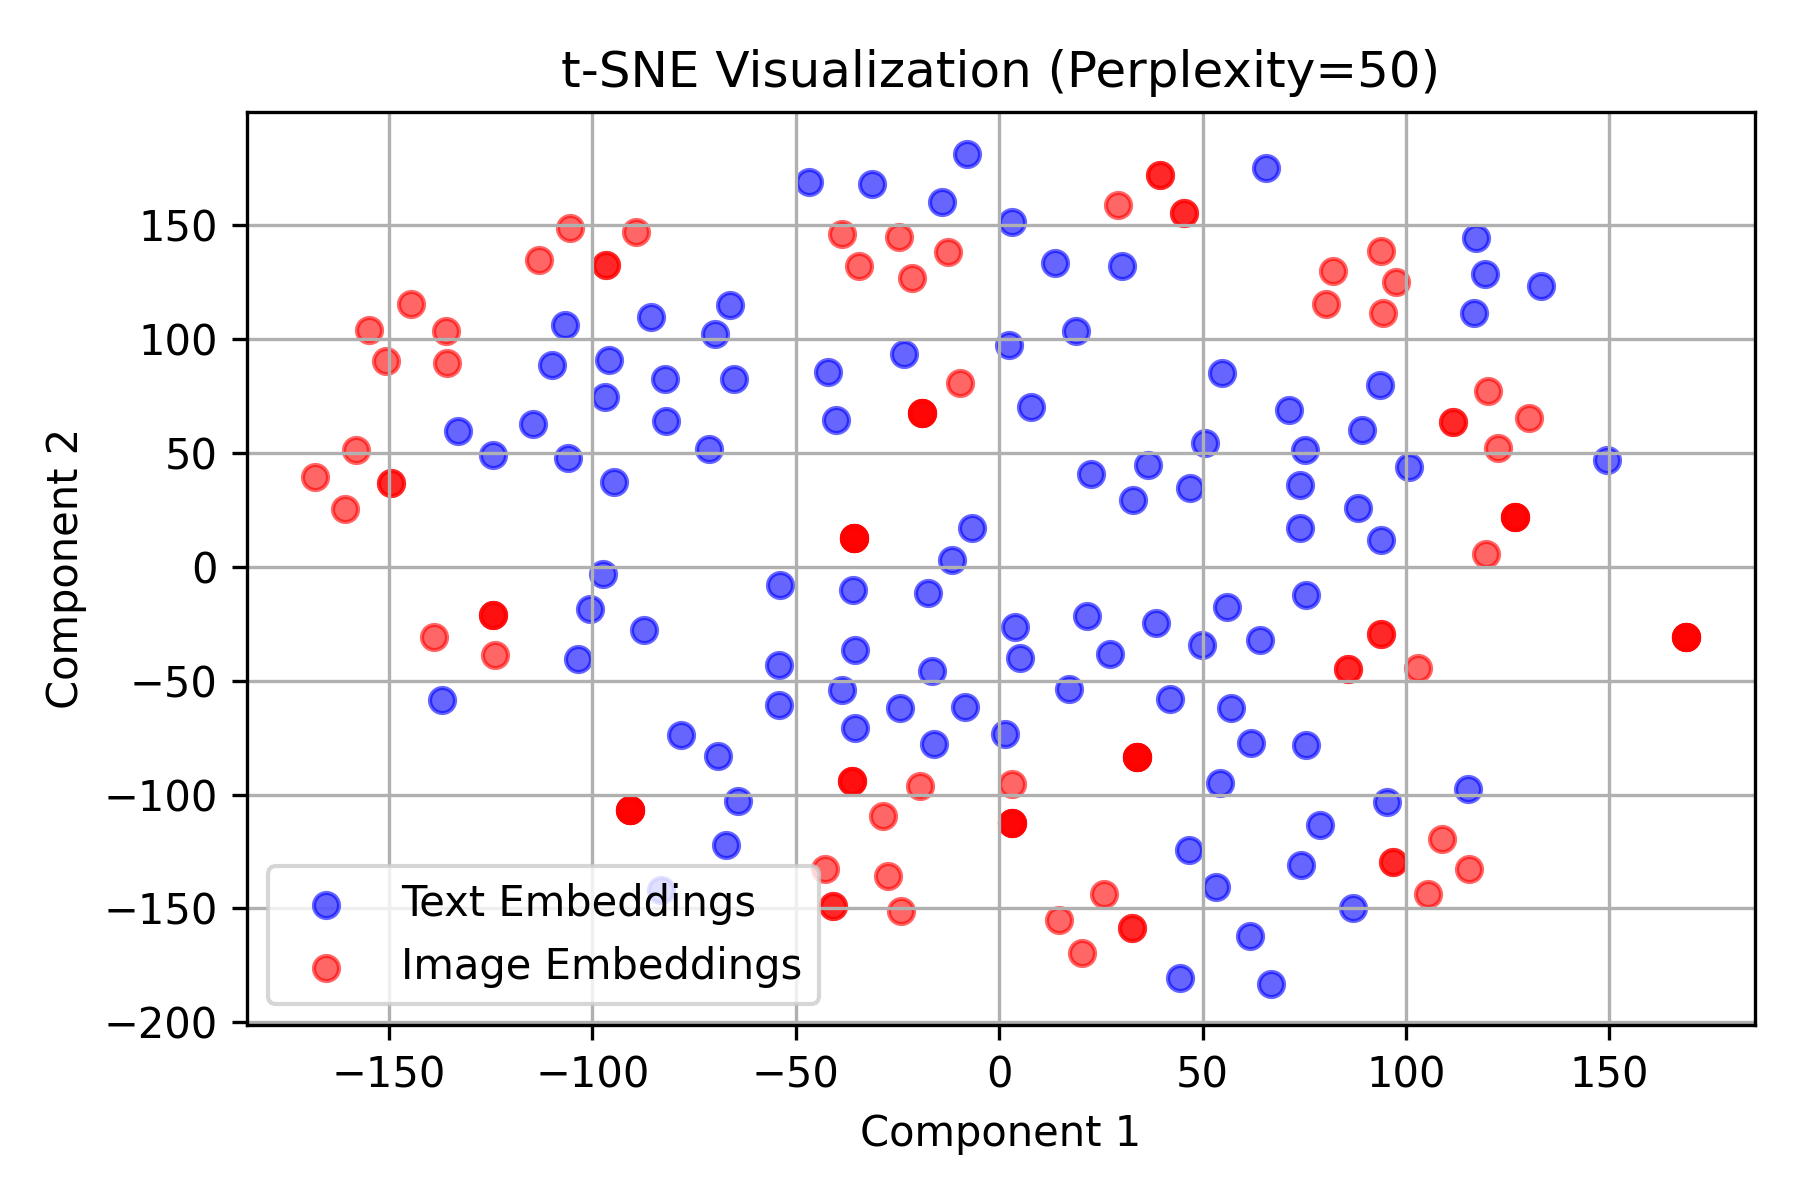 t-SNE Visualization (Perplexity=50)
Component 2
150
100
50
0
−50
−100
−150
−200
Text Embeddings
Image Embeddings
−150 −100 −50 0 50 100 150
Component 1